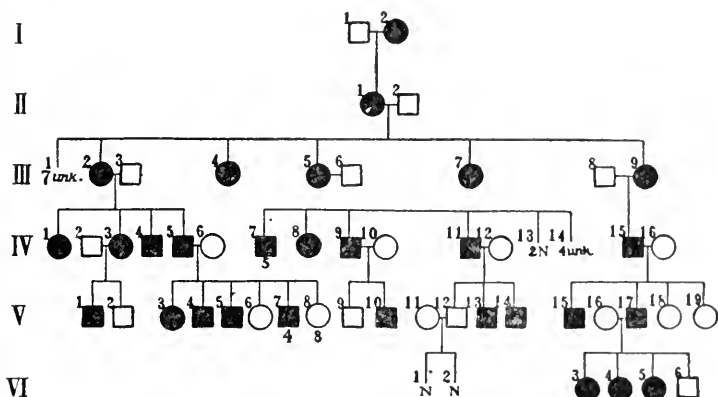 I 1 2
II 1 2
1 2 3 4 5 6 7 8 9
III 7 unk.
IV 1 2 3 4 5 6 7 8 9 10 11 12 13 14 15 16
5 2N 4 unk
V 1 2 3 4 5 6 7 8 9 10 11 12 13 14 15 16 17 18 19
4 8
VI 1 2 3 4 5 6
N N